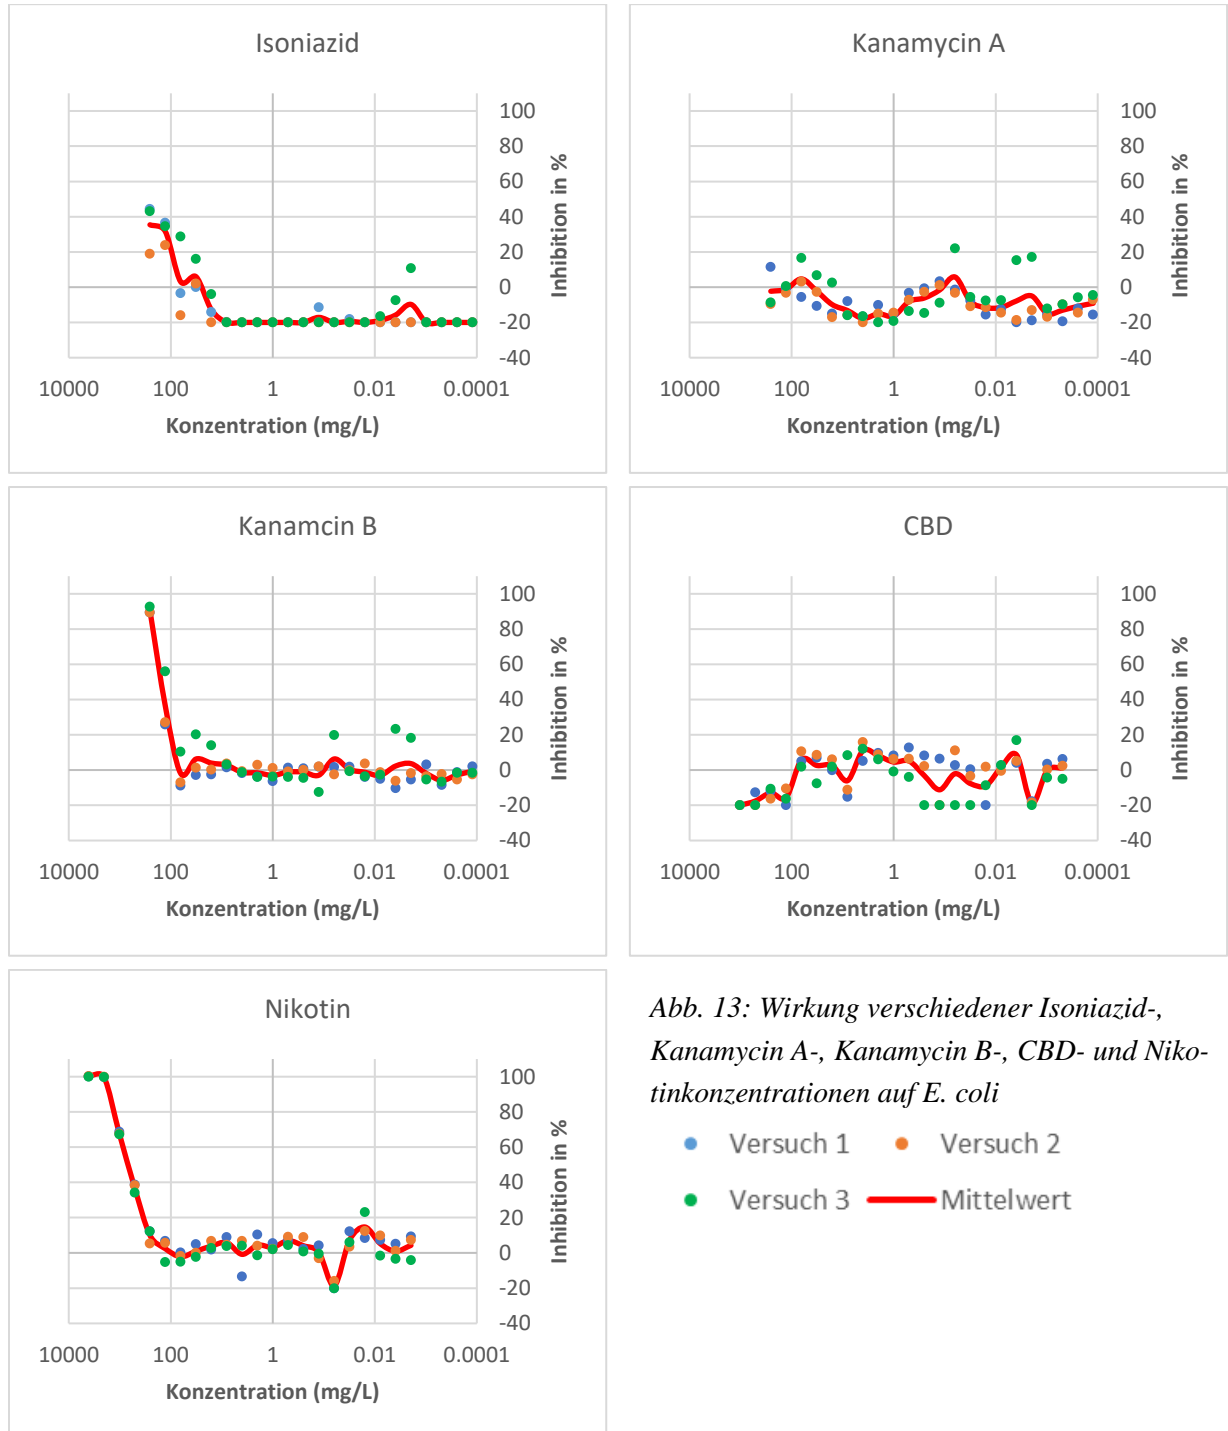 Isoniazid
100
80
60
40
20
0
-20
-40
Inhibition in %
10000 100 1 0.01 0.0001
Konzentration (mg/L)
Kanamycin A
100
80
60
40
20
0
-20
-40
Inhibition in %
10000 100 1 0.01 0.0001
Konzentration (mg/L)
Kanamcin B
100
80
60
40
20
0
-20
-40
Inhibition in %
10000 100 1 0.01 0.0001
Konzentration (mg/L)
CBD
100
80
60
40
20
0
-20
-40
Inhibition in %
10000 100 1 0.01 0.0001
Konzentration (mg/L)
Nikotin
100
80
60
40
20
0
-20
-40
Inhibition in %
10000 100 1 0.01 0.0001
Konzentration (mg/L)
Abb. 13: Wirkung verschiedener Isoniazid-,
Kanamycin A-, Kanamycin B-, CBD- und Niko-
tinkonzentrationen auf E. coli
Versuch 1 Versuch 2
Versuch 3 Mittelwert